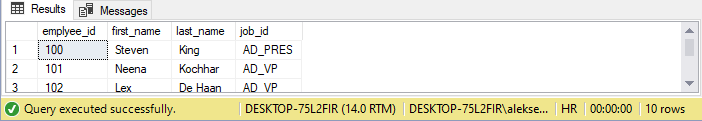 Results Messages
emplyee_id first_name last_name job_id
1 100 Steven King AD_PRES
2 101 Neena Kochhar AD_VP
3 102 Lex De Haan AD_VP
Query executed successfully. DESKTOP-75L2FIR (14.0 RTM) DESKTOP-75L2FIR\alekse... HR 00:00:00 10 rows